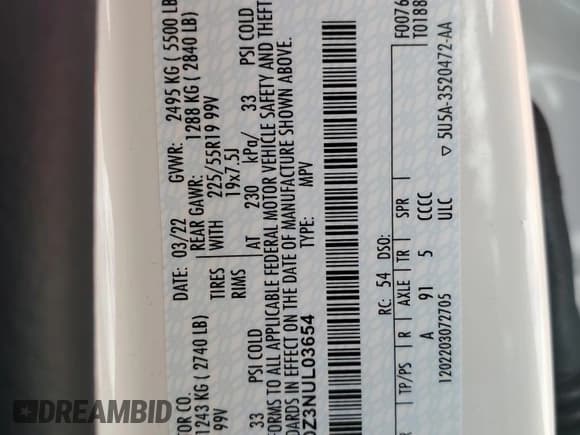 TOR CO. DATE: 03/22 GVWR: 2495 KG ( 5500 LB
1243 KG ( 2740 LB) REAR GAWR: 1288 KG ( 2840 LB)
99V TIRES WITH 225/55R19 99V
RIMS 19x7.5J
33 PSI COLD AT 230 kPa/ 33 PSI COLD
FORMS TO ALL APPLICABLE FEDERAL MOTOR VEHICLE SAFETY AND THEFT
DARDS IN EFFECT ON THE DATE OF MANUFACTURE SHOWN ABOVE.
0Z3NUL03654 TYPE: MPV
F0076
T0188
RC: 54 DSO:
R TP/PS R AXLE TR SPR
A 91 5 CCCC
1202203072705 ULC ▽ 5U5A-3520472-AA
DREAMBID